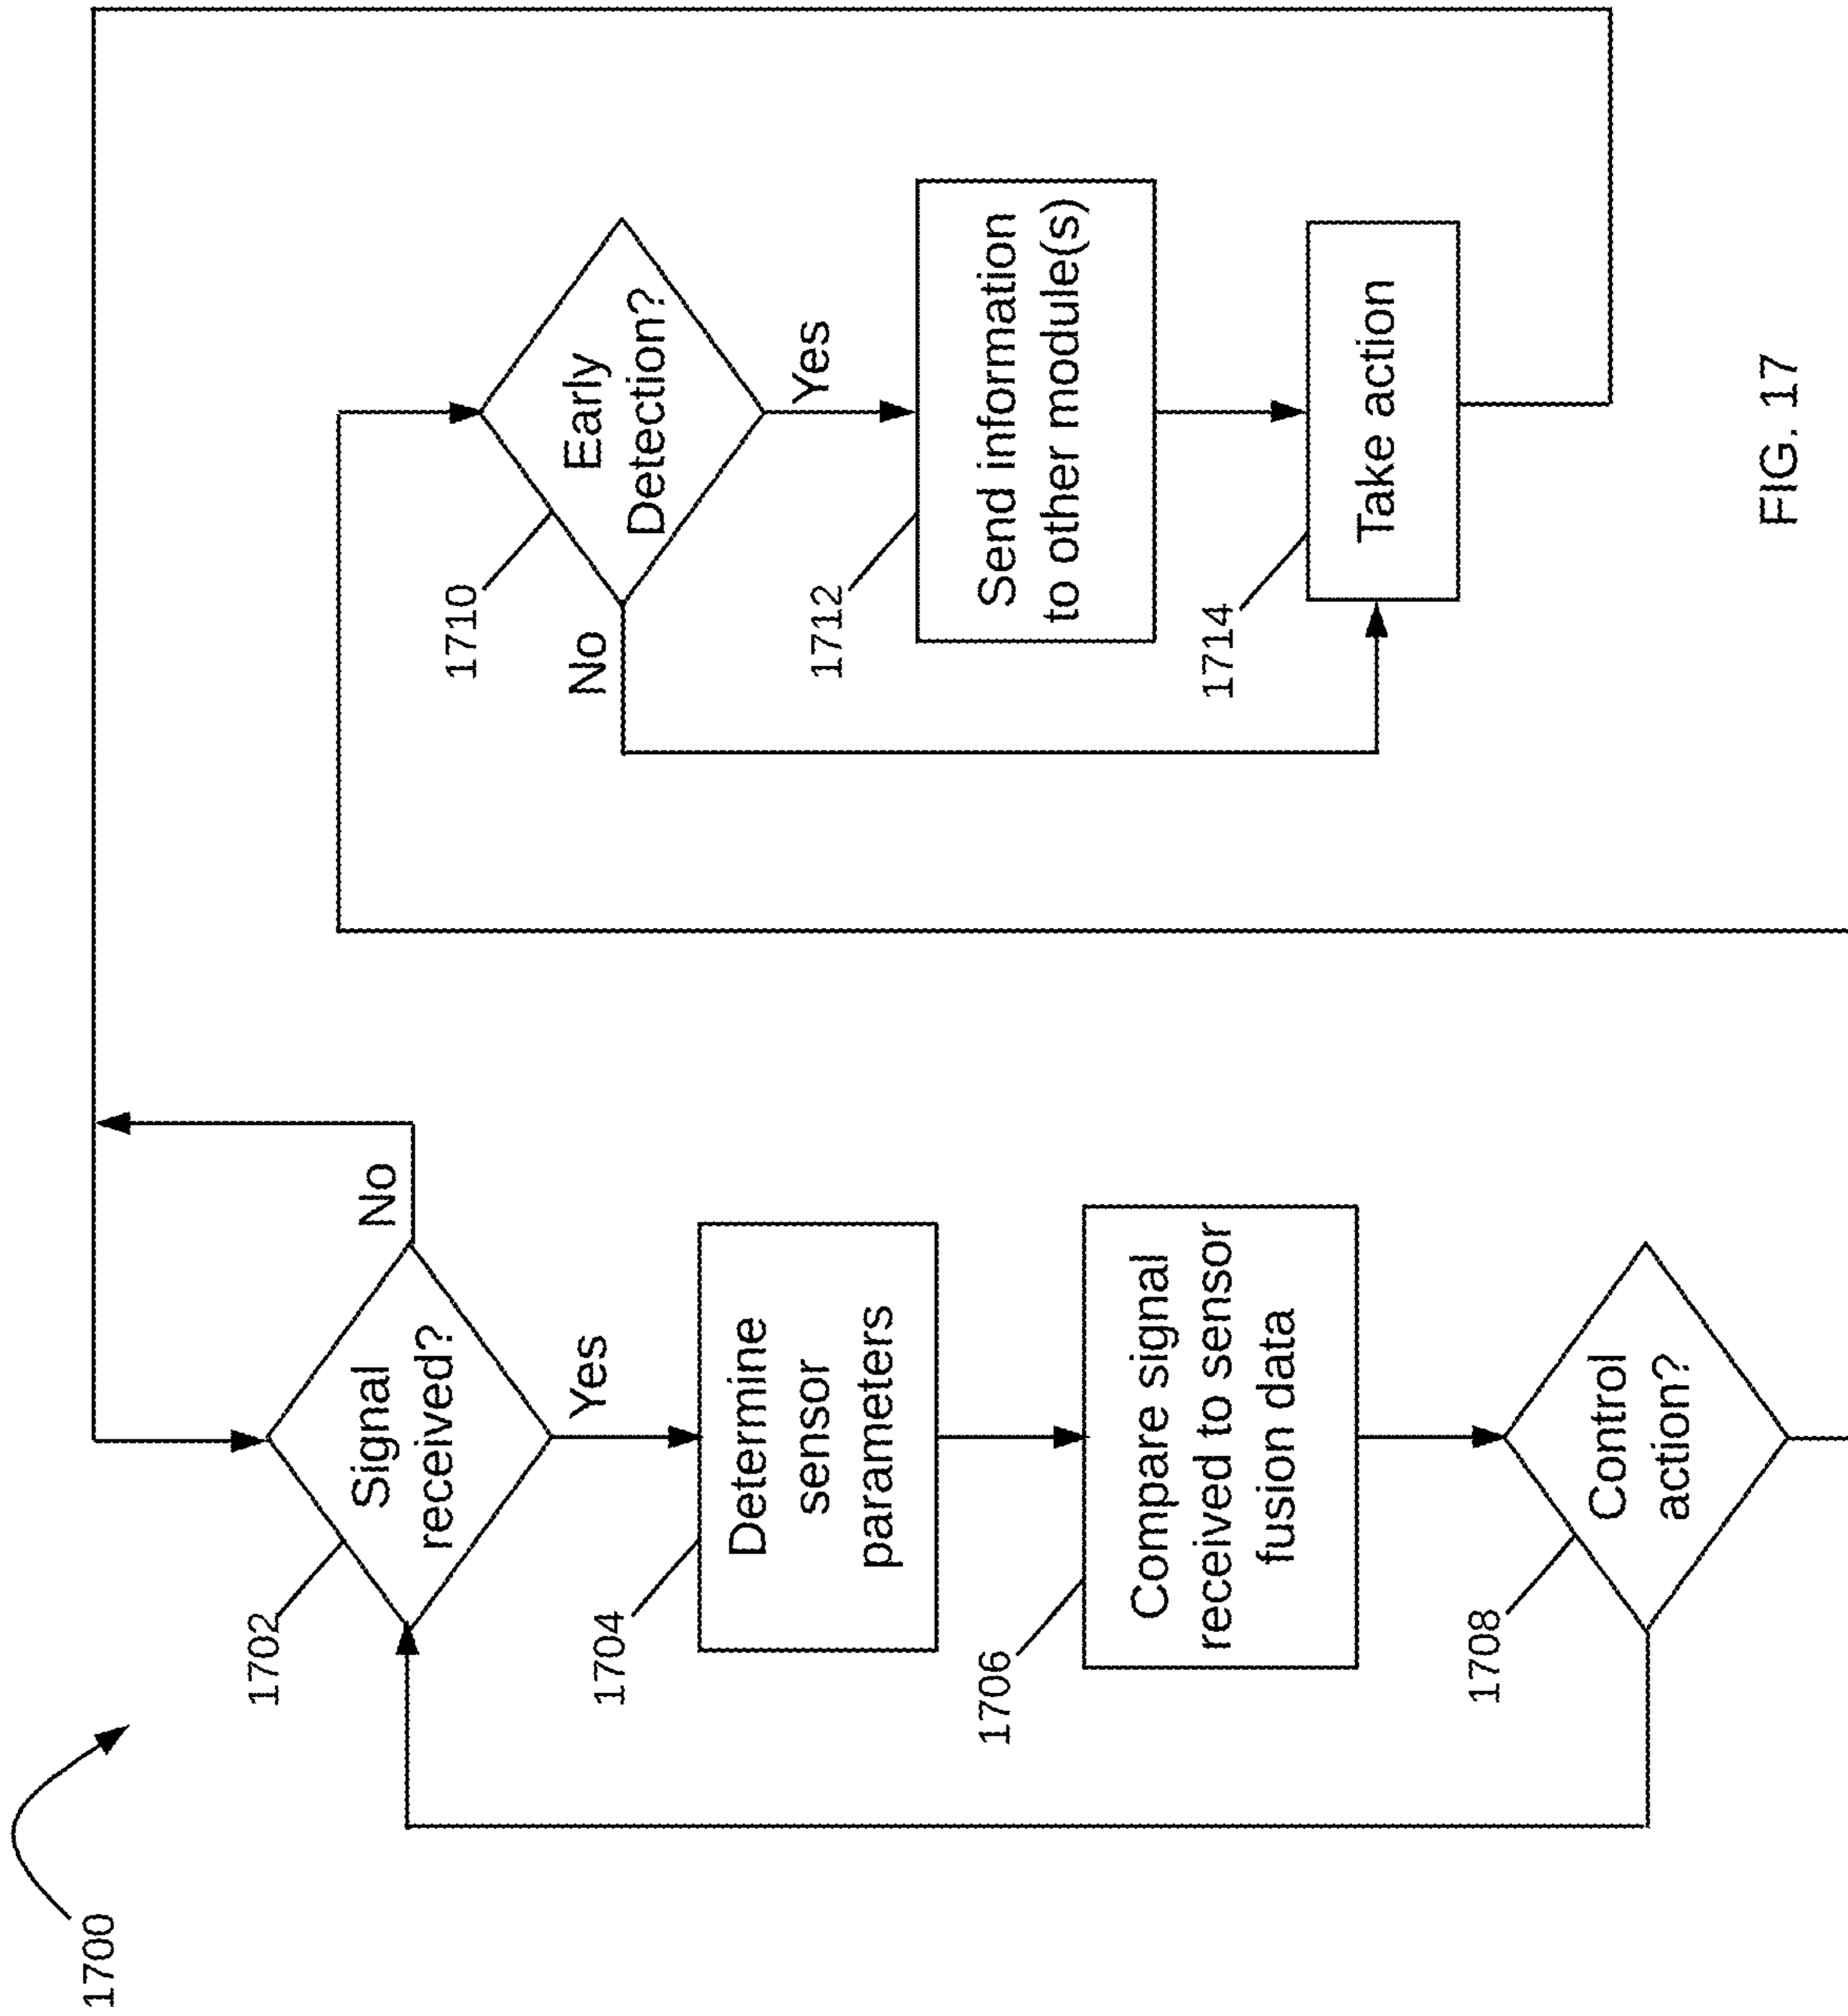 1700
1702
Signal
received?
No
Yes
1704
Determine
sensor
parameters
1706
Compare signal
received to sensor
fusion data
1708
Control
action?
1710
Early
Detection?
No
Yes
1712
Send information
to other module(s)
1714
Take action
FIG. 17